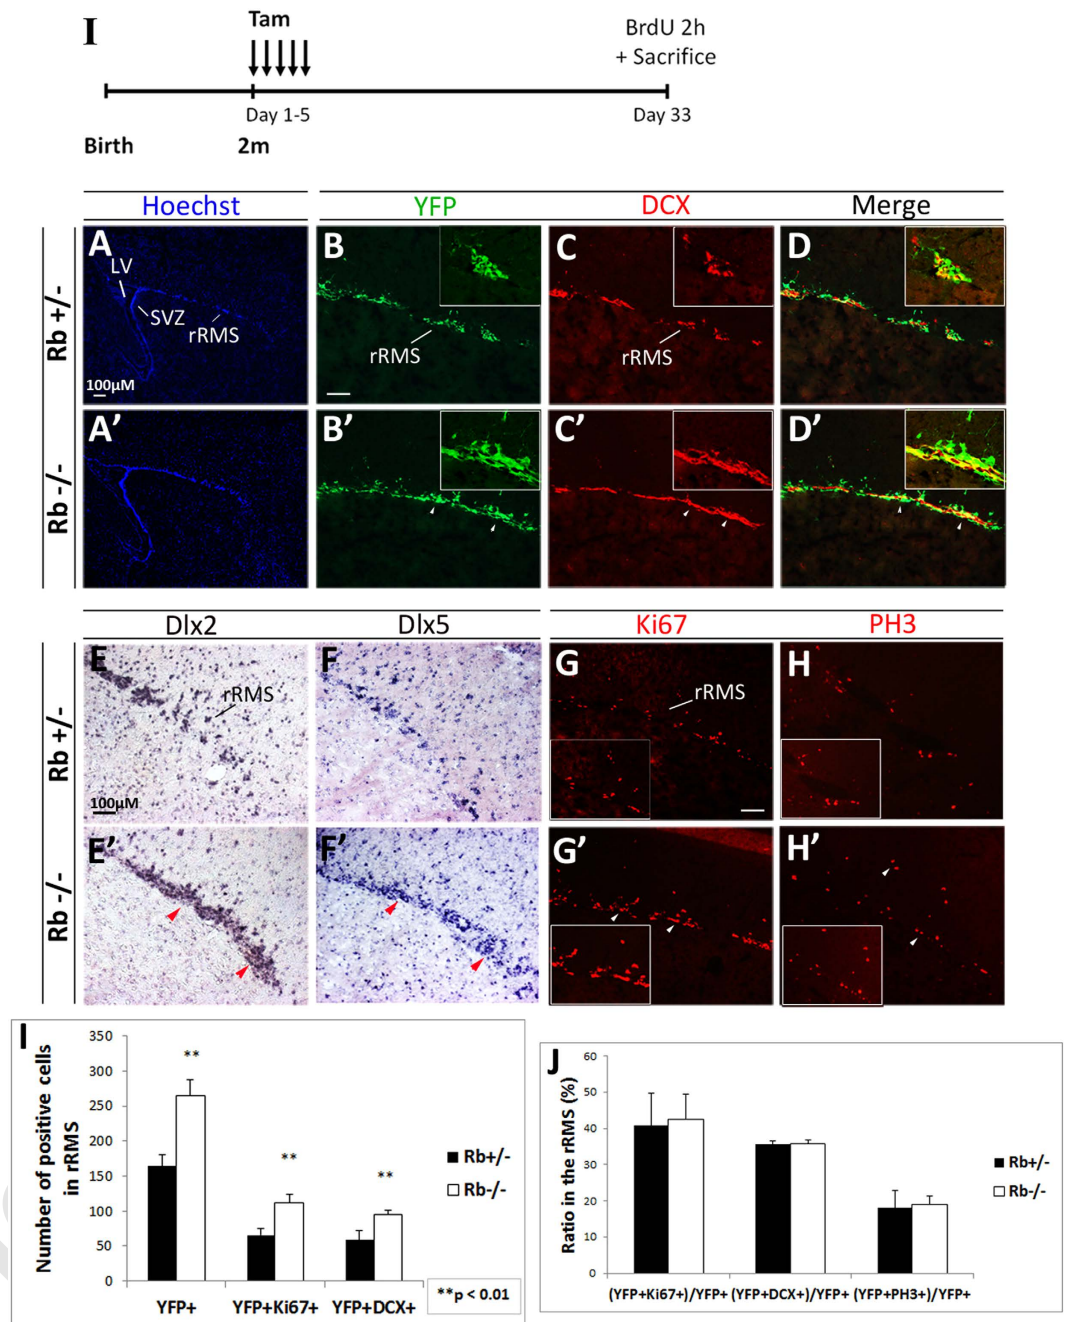 I
Tam
BrdU 2h
+ Sacrifice
Day 1-5
Day 33
Birth
2m
Hoechst
YFP
DCX
Merge
Rb +/-
A
LV
SVZ
rRMS
100µM
B
rRMS
C
rRMS
D
Rb -/-
A'
B'
C'
D'
Dlx2
Dlx5
Ki67
PH3
Rb +/-
E
rRMS
100µM
F
G
rRMS
H
Rb -/-
E'
F'
G'
H'
I
Number of positive cells
in rRMS
350
300
250
200
150
100
50
0
**
**
**
YFP+
YFP+Ki67+
YFP+DCX+
Rb+/-
Rb-/-
**p < 0.01
J
Ratio in the rRMS (%)
60
50
40
30
20
10
0
(YFP+Ki67+)/YFP+
(YFP+DCX+)/YFP+
(YFP+PH3+)/YFP+
Rb+/-
Rb-/-